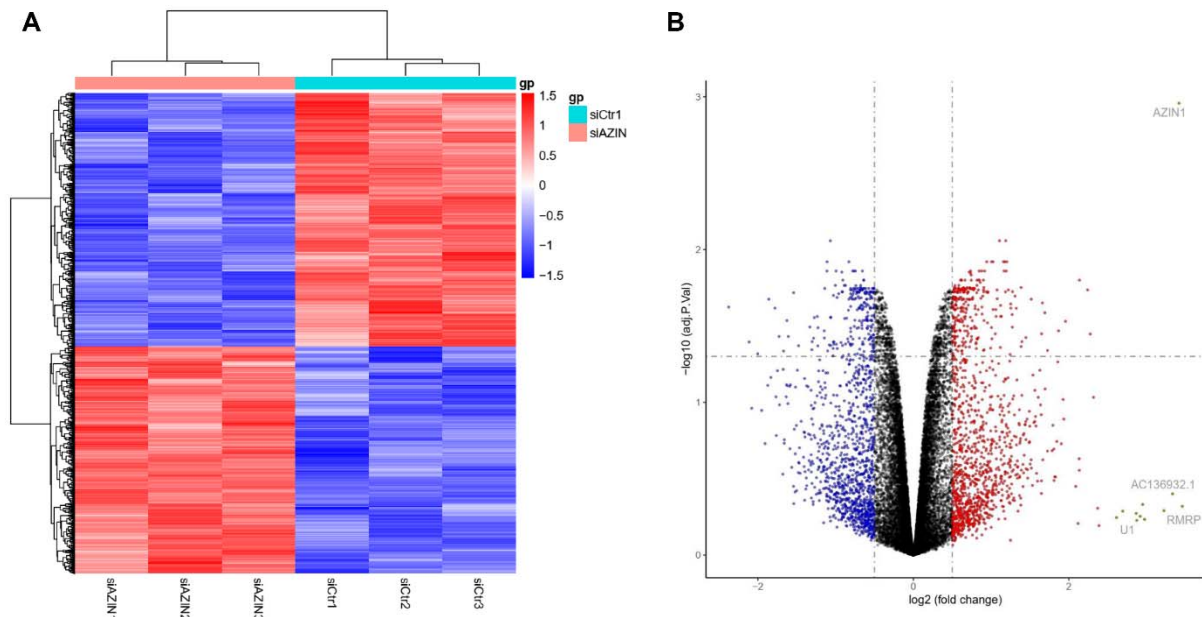 A
gp
1.5
1
0.5
0
−0.5
−1
−1.5
gp
siCtr1
siAZIN
siAZIN1
siAZIN2
siAZIN3
siCtr1
siCtr2
siCtr3
B
−log10 (adj.P.Val)
3
2
1
0
AZIN1
AC136932.1
RMRP
U1
−2
0
2
log2 (fold change)